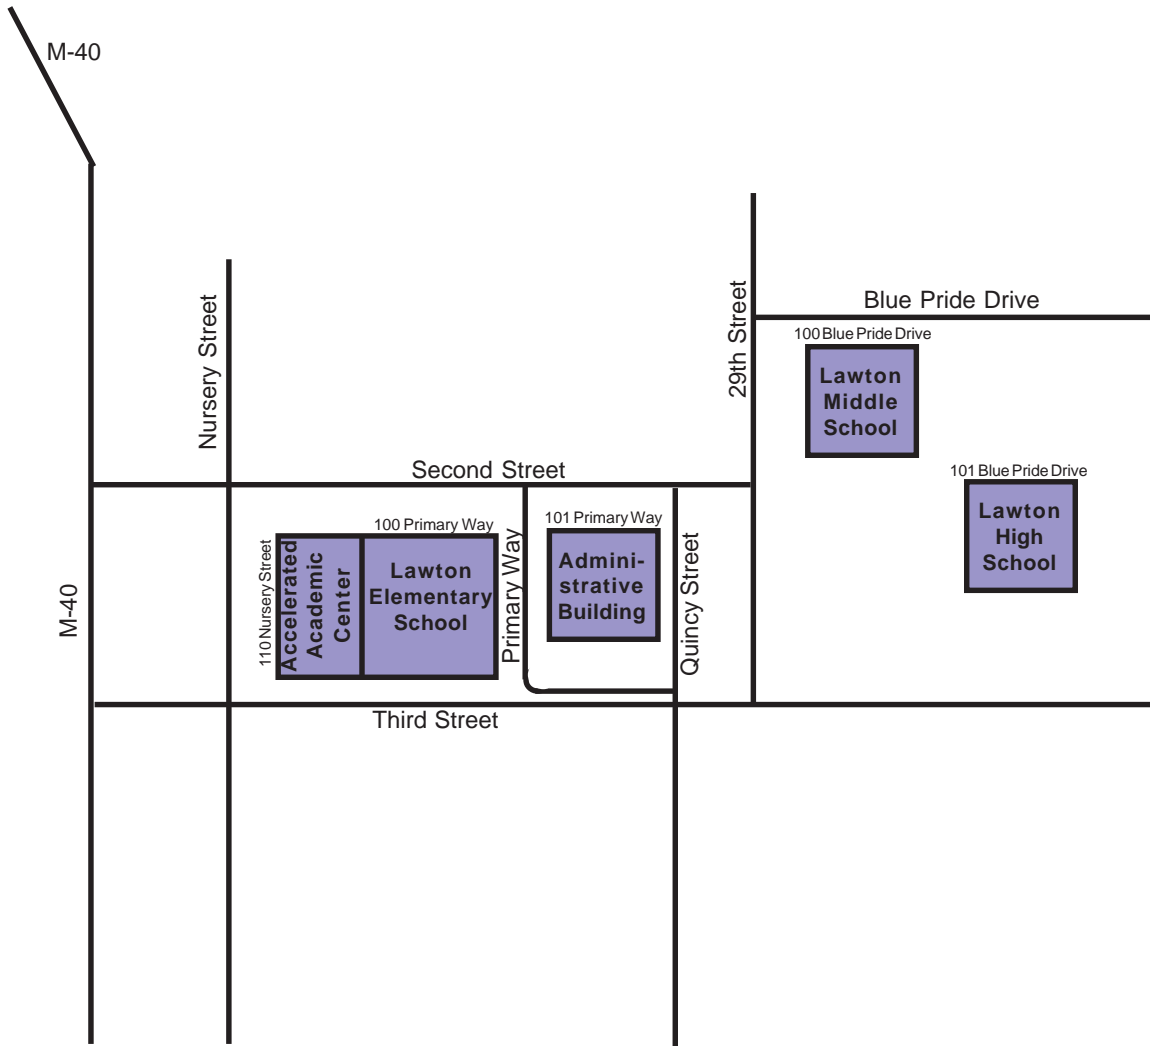 M-40
Blue Pride Drive
100 Blue Pride Drive
Lawton
Middle
School
29th Street
Nursery Street
Second Street
101 Blue Pride Drive
Lawton
High
School
100 Primary Way
101 Primary Way
110 Nursery Street
Accelerated
Academic
Center
Lawton
Elementary
School
Primary Way
Admini-
strative
Building
Quincy Street
M-40
Third Street